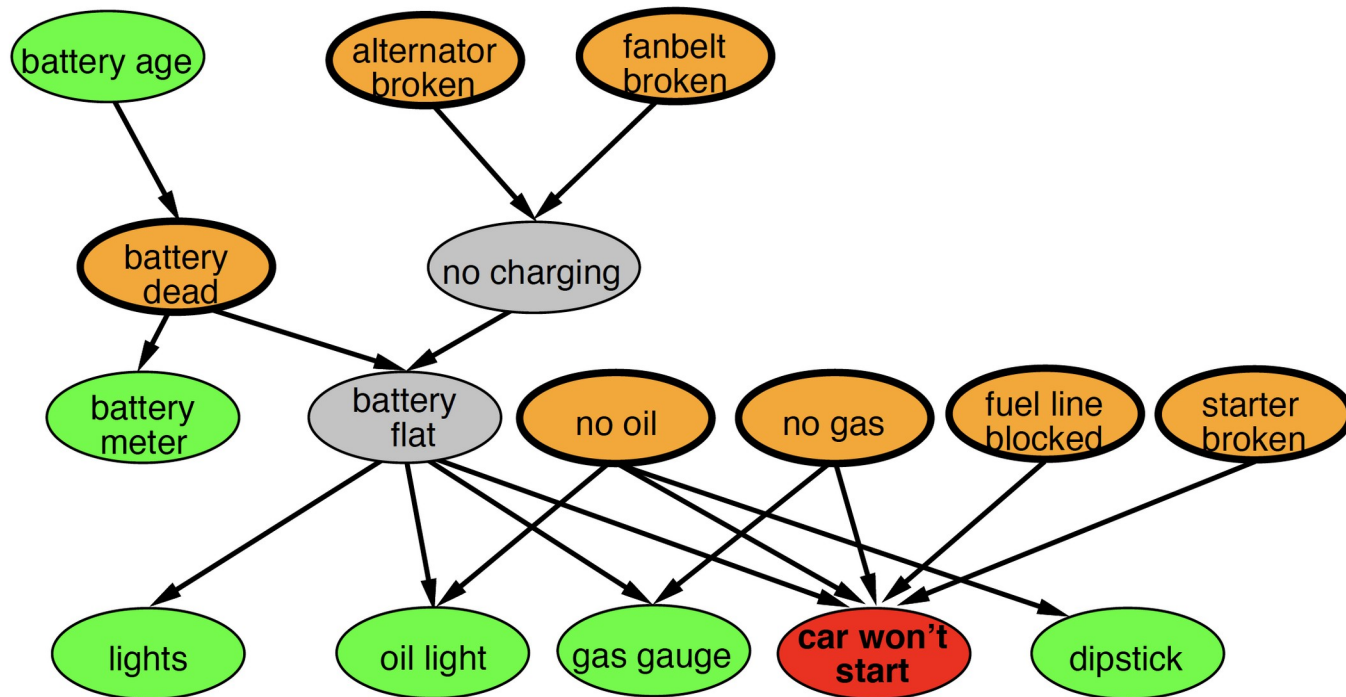 battery age
alternator
broken
fanbelt
broken
battery
dead
no charging
battery
meter
battery
flat
no oil
no gas
fuel line
blocked
starter
broken
lights
oil light
gas gauge
car won't
start
dipstick